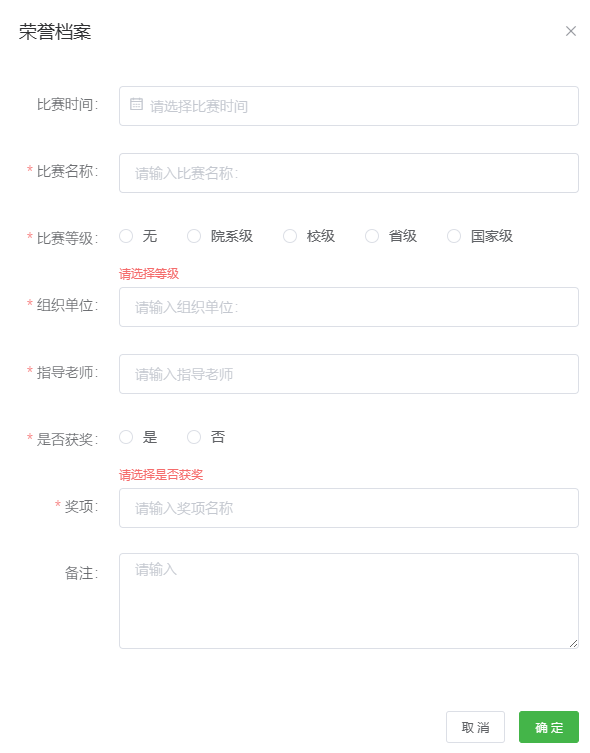 荣誉档案
比赛时间: 请选择比赛时间
* 比赛名称: 请输入比赛名称:
* 比赛等级: 无 院系级 校级 省级 国家级
请选择等级
* 组织单位: 请输入组织单位:
* 指导老师: 请输入指导老师
* 是否获奖: 是 否
请选择是否获奖
* 奖项: 请输入奖项名称
备注: 请输入
取消 确定